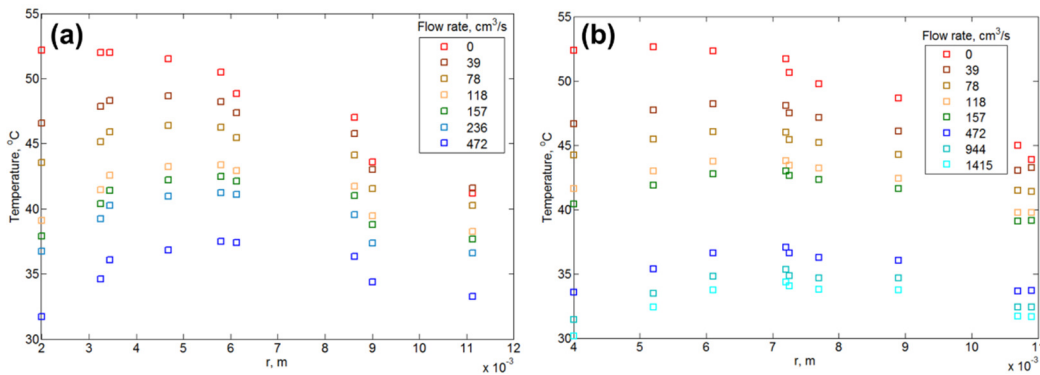 (a)
Flow rate, cm³/s
0
39
78
118
157
236
472
Temperature, °C
55
50
45
40
35
30
2 3 4 5 6 7 8 9 10 11 12
r, m
x 10⁻³
(b)
Flow rate, cm³/s
0
39
78
118
157
472
944
1415
Temperature, °C
55
50
45
40
35
30
4 5 6 7 8 9 10 11
r, m
x 10⁻³